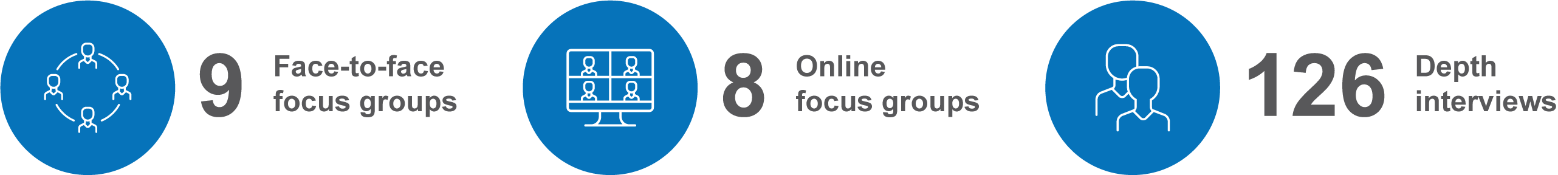 9
Face-to-face
focus groups
8
Online
focus groups
126
Depth
interviews